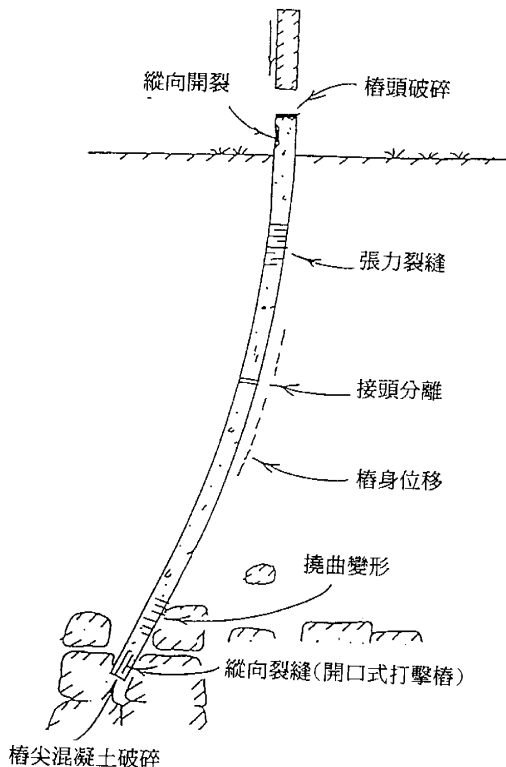 縱向開裂
樁頭破碎
張力裂縫
接頭分離
樁身位移
撓曲變形
縱向裂縫(開口式打擊樁)
樁尖混凝土破碎